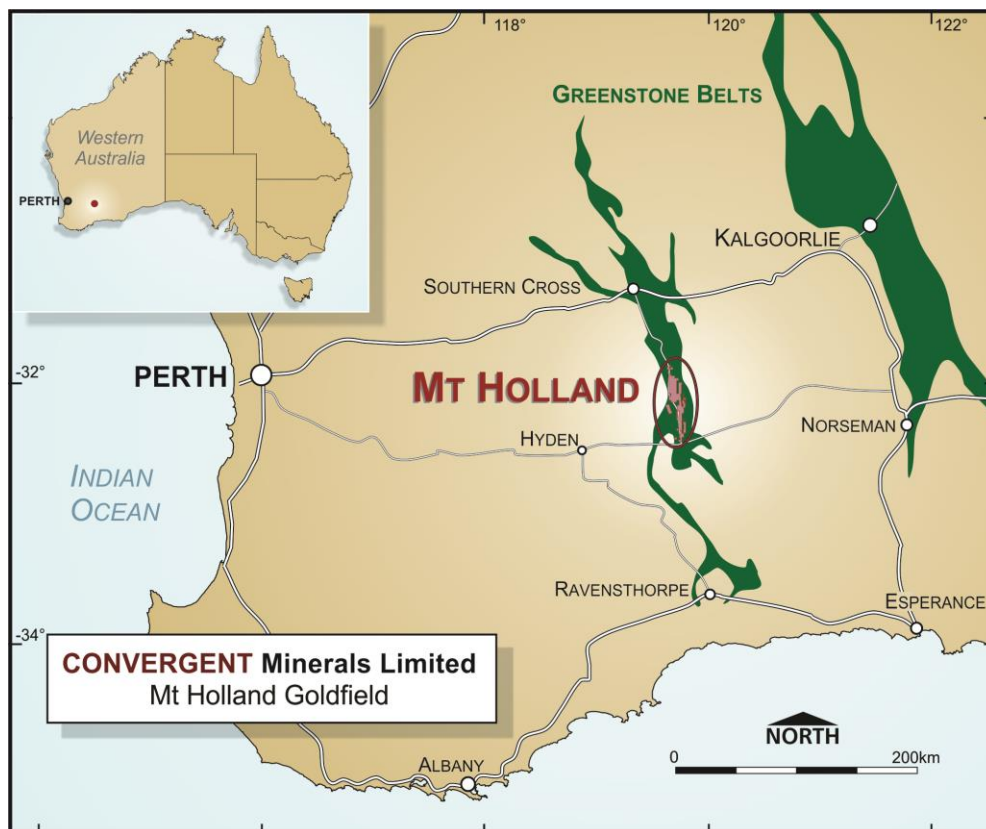 118°
120°
122°
GREENSTONE BELTS
Western
Australia
PERTH
KALGOORLIE
SOUTHERN CROSS
-32°
PERTH
MT HOLLAND
NORSEMAN
HYDEN
INDIAN
OCEAN
RAVENSTHORPE
ESPERANCE
-34°
CONVERGENT Minerals Limited
Mt Holland Goldfield
NORTH
0
200km
ALBANY